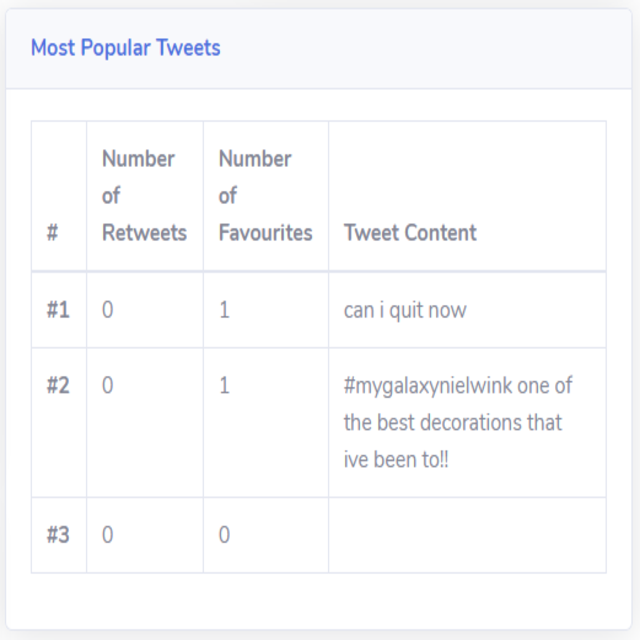 Most Popular Tweets
# Number of Retweets Number of Favourites Tweet Content
#1 0 1 can i quit now
#2 0 1 #mygalaxynielwink one of
the best decorations that
ive been to!!
#3 0 0